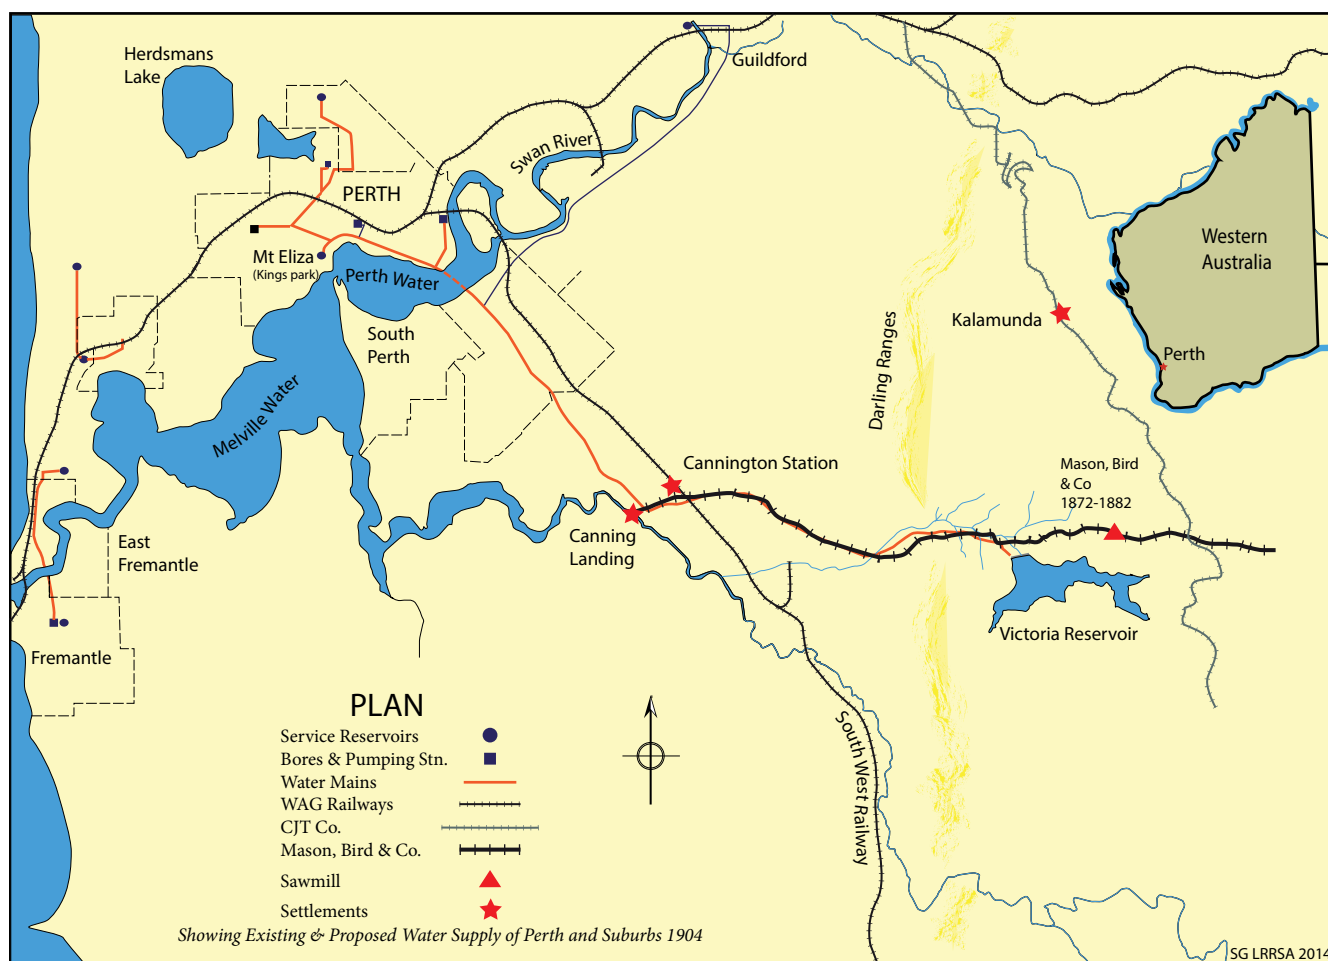 Herdsmans
Lake
Guildford
Swan River
PERTH
Mt Eliza
(Kings park)
Perth Water
South
Perth
Melville Water
Darling Ranges
Kalamunda
Western
Australia
Perth
Cannington Station
Mason, Bird
& Co
1872-1882
Canning
Landing
East
Fremantle
Victoria Reservoir
Fremantle
South West Railway
PLAN
Service Reservoirs
Bores & Pumping Stn.
Water Mains
WAG Railways
CJT Co.
Mason, Bird & Co.
Sawmill
Settlements
Showing Existing & Proposed Water Supply of Perth and Suburbs 1904
SG LRRSA 2014